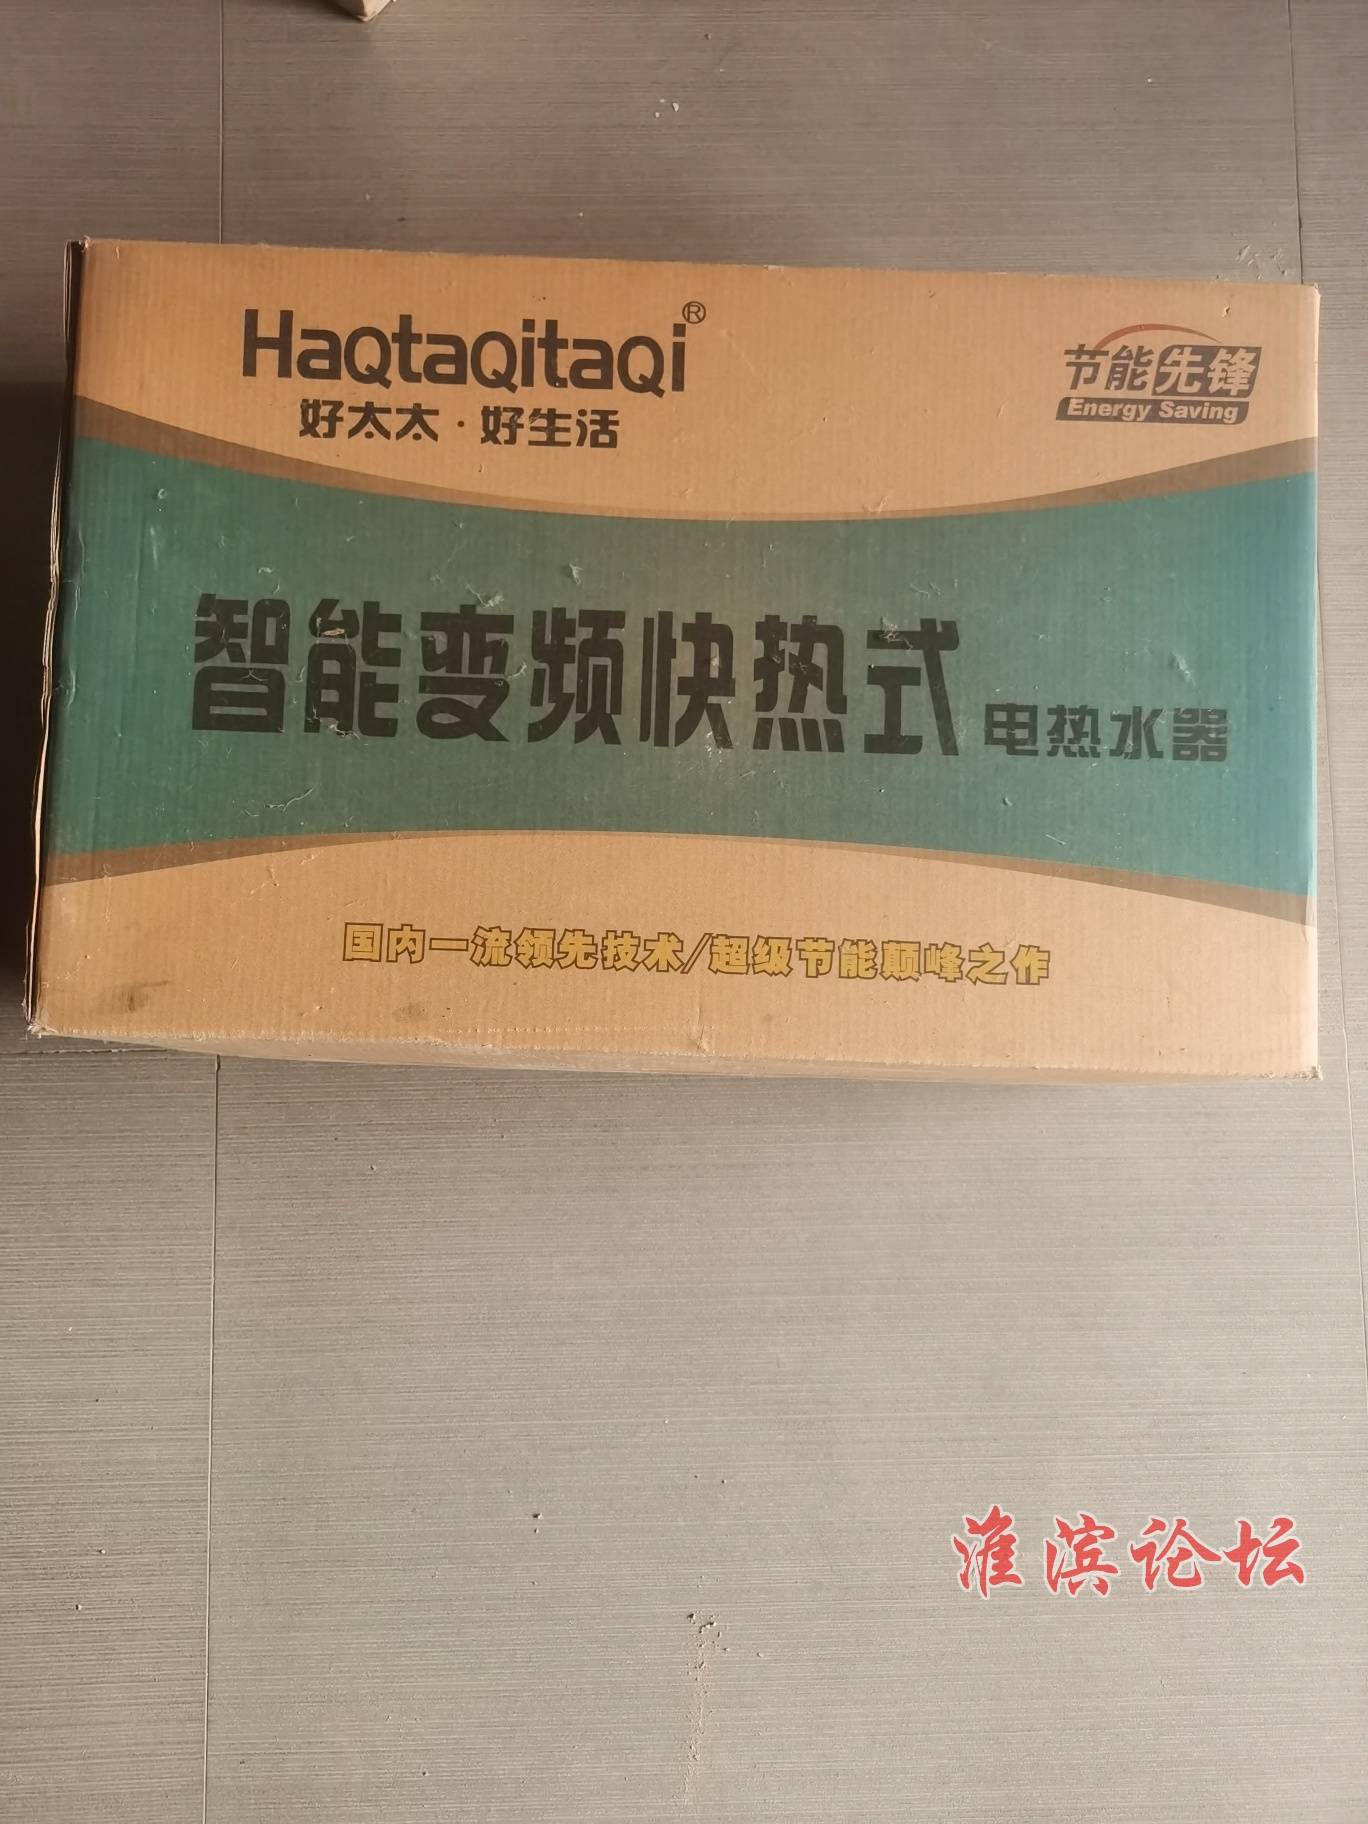 HaQtaQitaQi®
好太太·好生活
节能先锋
Energy Saving
智能变频快热式电热水器
国内一流领先技术/超级节能颠峰之作
淮滨论坛